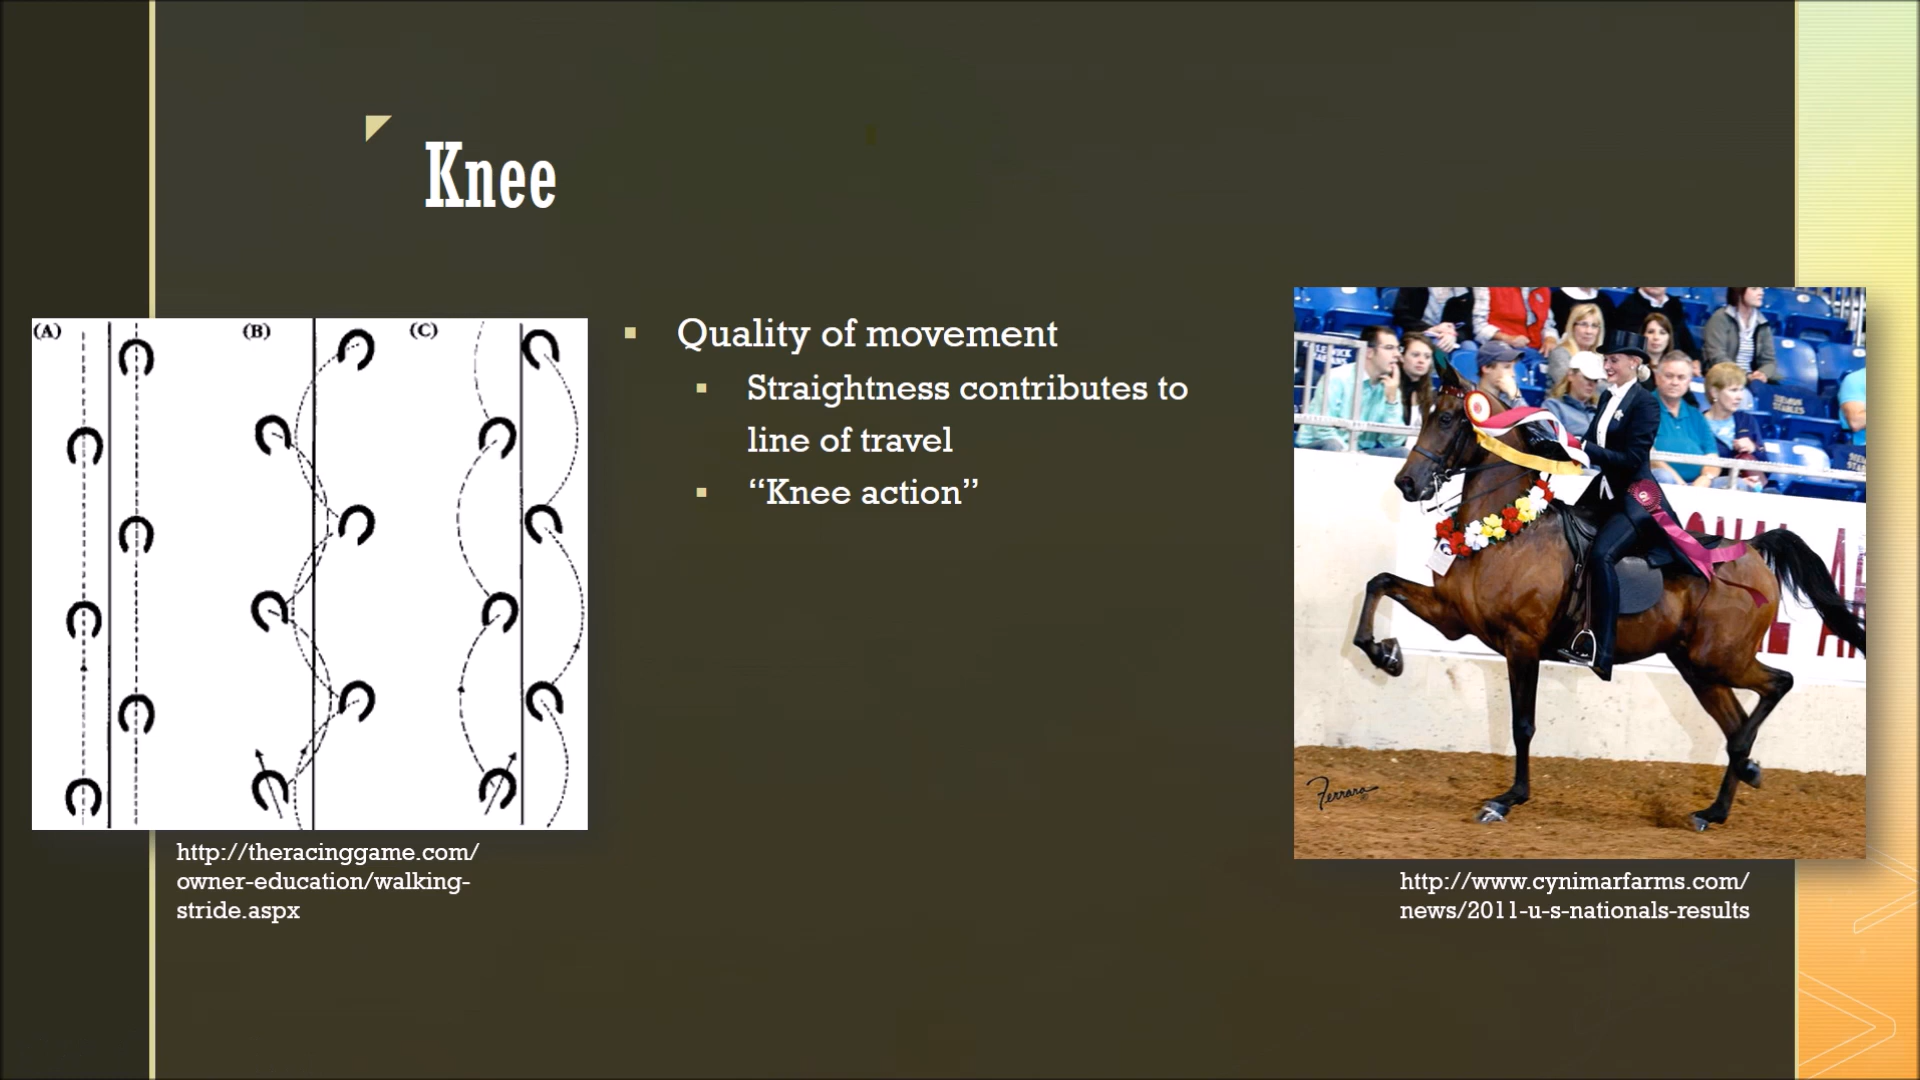 Knee
(A)
(B)
(C)
▪ Quality of movement
▪ Straightness contributes to
line of travel
▪ “Knee action”
Ferrara
http://theracinggame.com/
owner-education/walking-
stride.aspx
http://www.cynimarfarms.com/
news/2011-u-s-nationals-results